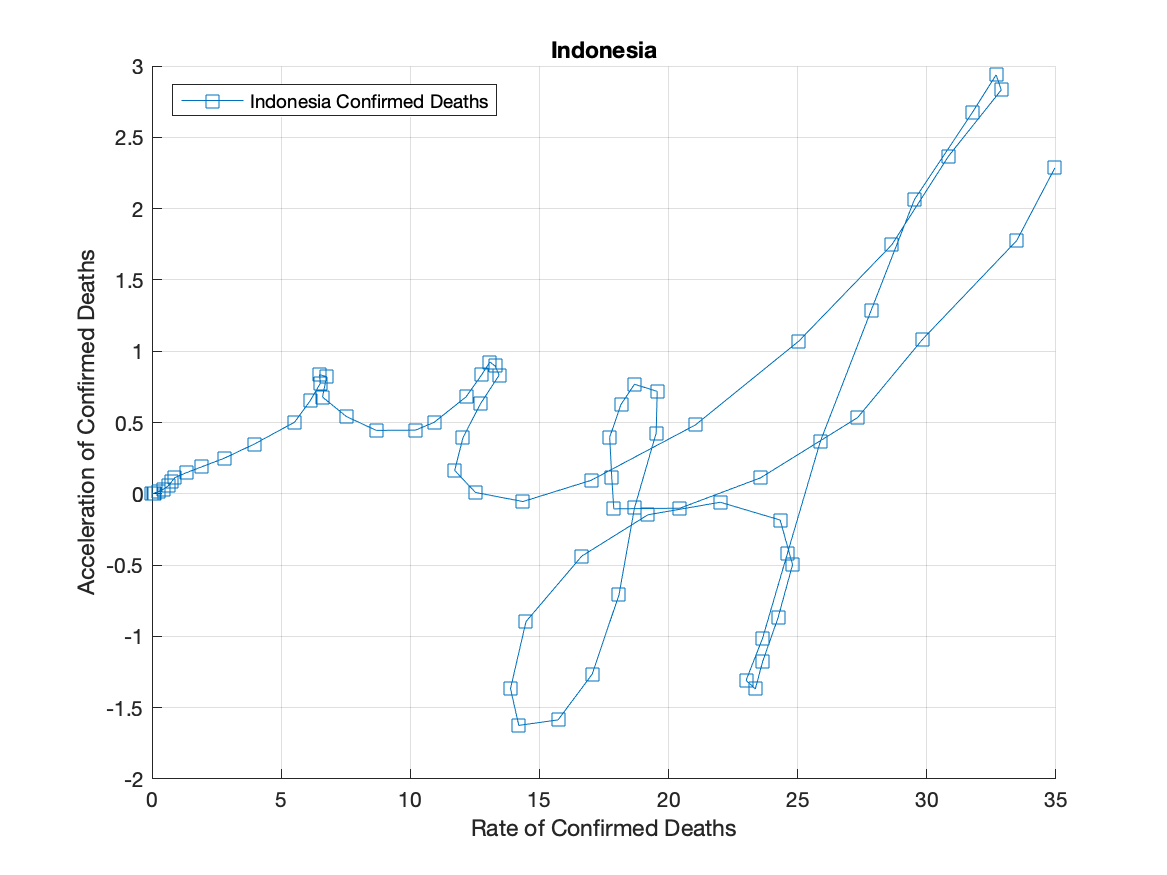 Indonesia
Indonesia Confirmed Deaths
3
2.5
2
1.5
1
0.5
0
-0.5
-1
-1.5
-2
Acceleration of Confirmed Deaths
0 5 10 15 20 25 30 35
Rate of Confirmed Deaths